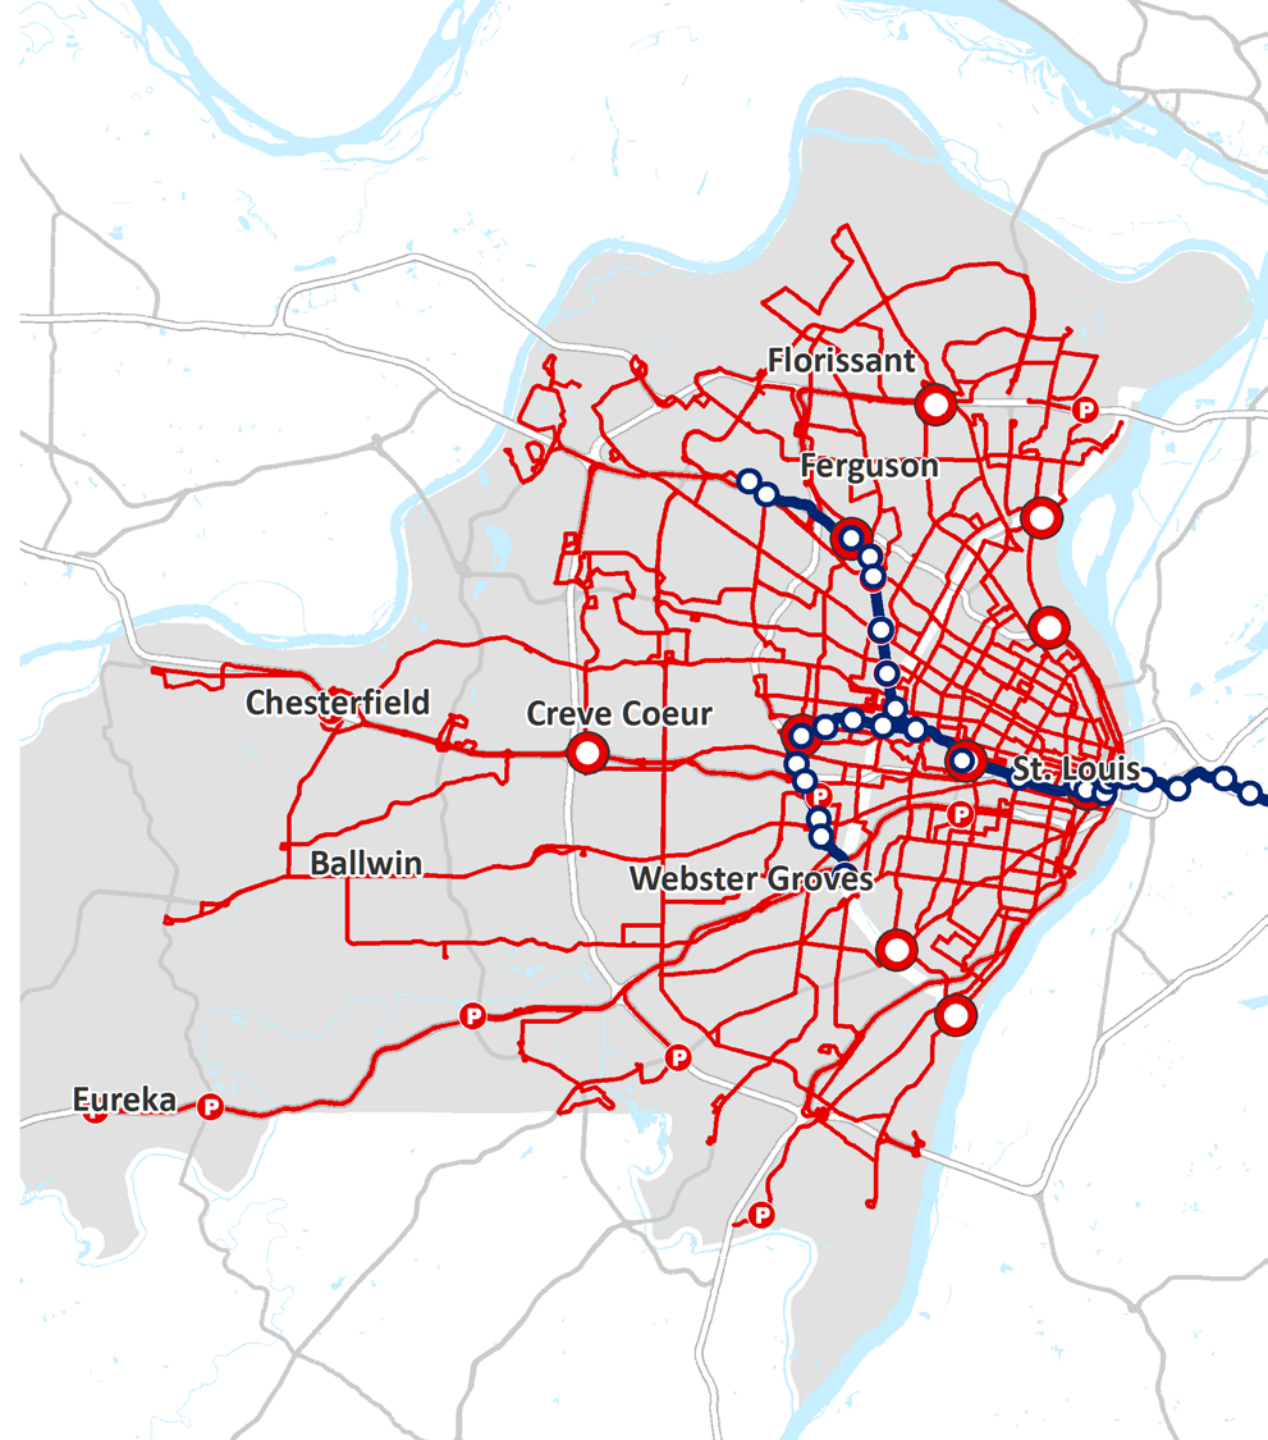 Florissant
P
Ferguson
Chesterfield
Creve Coeur
St. Louis
P
P
Ballwin
Webster Groves
P
P
Eureka
P
P